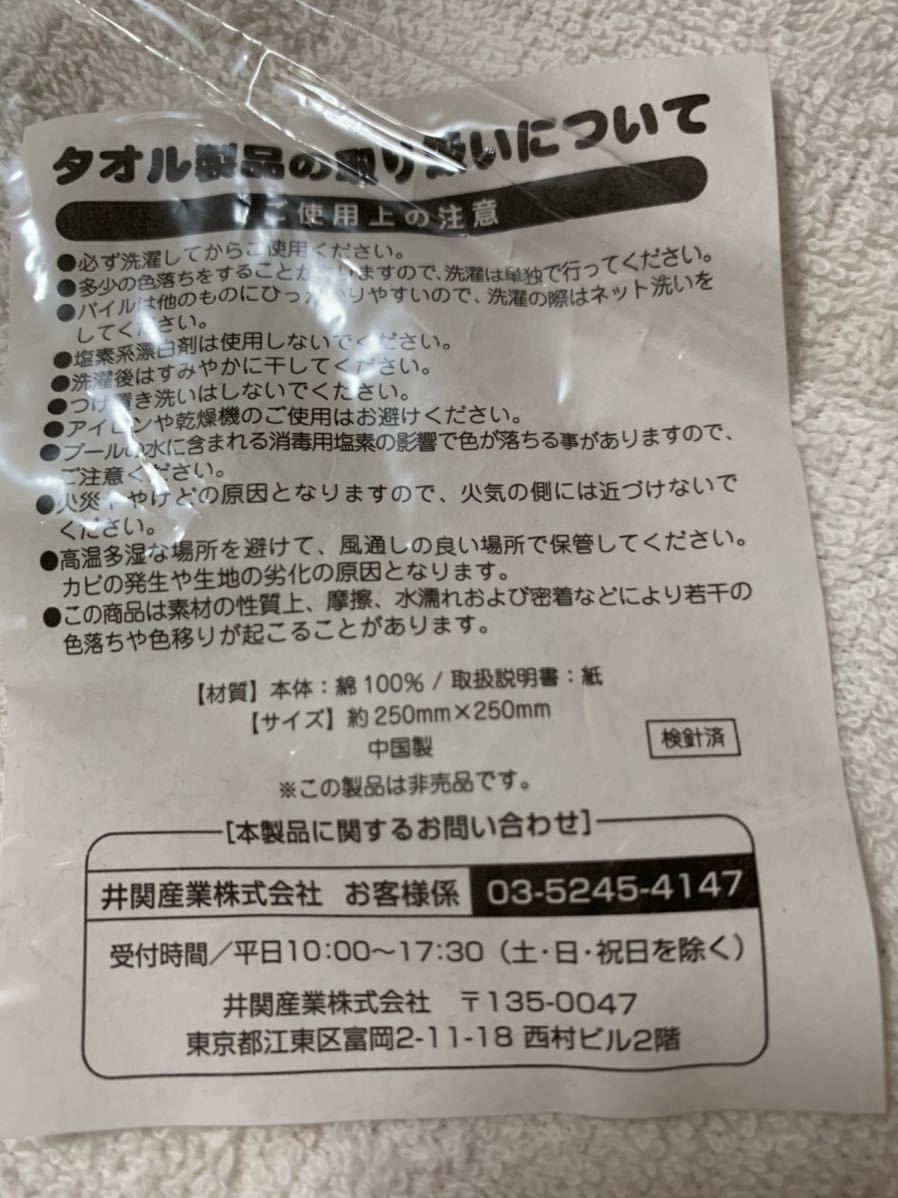 タオル製品の取り扱いについて
ご使用上の注意
●必ず洗濯してからご使用ください。
●多少の色落ちをすることがありますので、洗濯は単独で行ってください。
●パイルは他のものにひっかかりやすいので、洗濯の際はネット洗いを
してください。
●塩素系漂白剤は使用しないでください。
●洗濯後はすみやかに干してください。
●つけ置き洗いはしないでください。
●アイロンや乾燥機のご使用はお避けください。
●プールの水に含まれる消毒用塩素の影響で色が落ちる事がありますので、
ご注意ください。
●火災ややけどの原因となりますので、火気の側には近づけないで
ください。
●高温多湿な場所を避けて、風通しの良い場所で保管してください。
カビの発生や生地の劣化の原因となります。
●この商品は素材の性質上、摩擦、水濡れおよび密着などにより若干の
色落ちや色移りが起こることがあります。
【材質】本体：綿100% / 取扱説明書：紙
【サイズ】約250mm×250mm
中国製
検針済
※この製品は非売品です。
[本製品に関するお問い合わせ]
井関産業株式会社 お客様係 03-5245-4147
受付時間／平日10:00〜17:30（土・日・祝日を除く）
井関産業株式会社 〒135-0047
東京都江東区富岡2-11-18 西村ビル2階